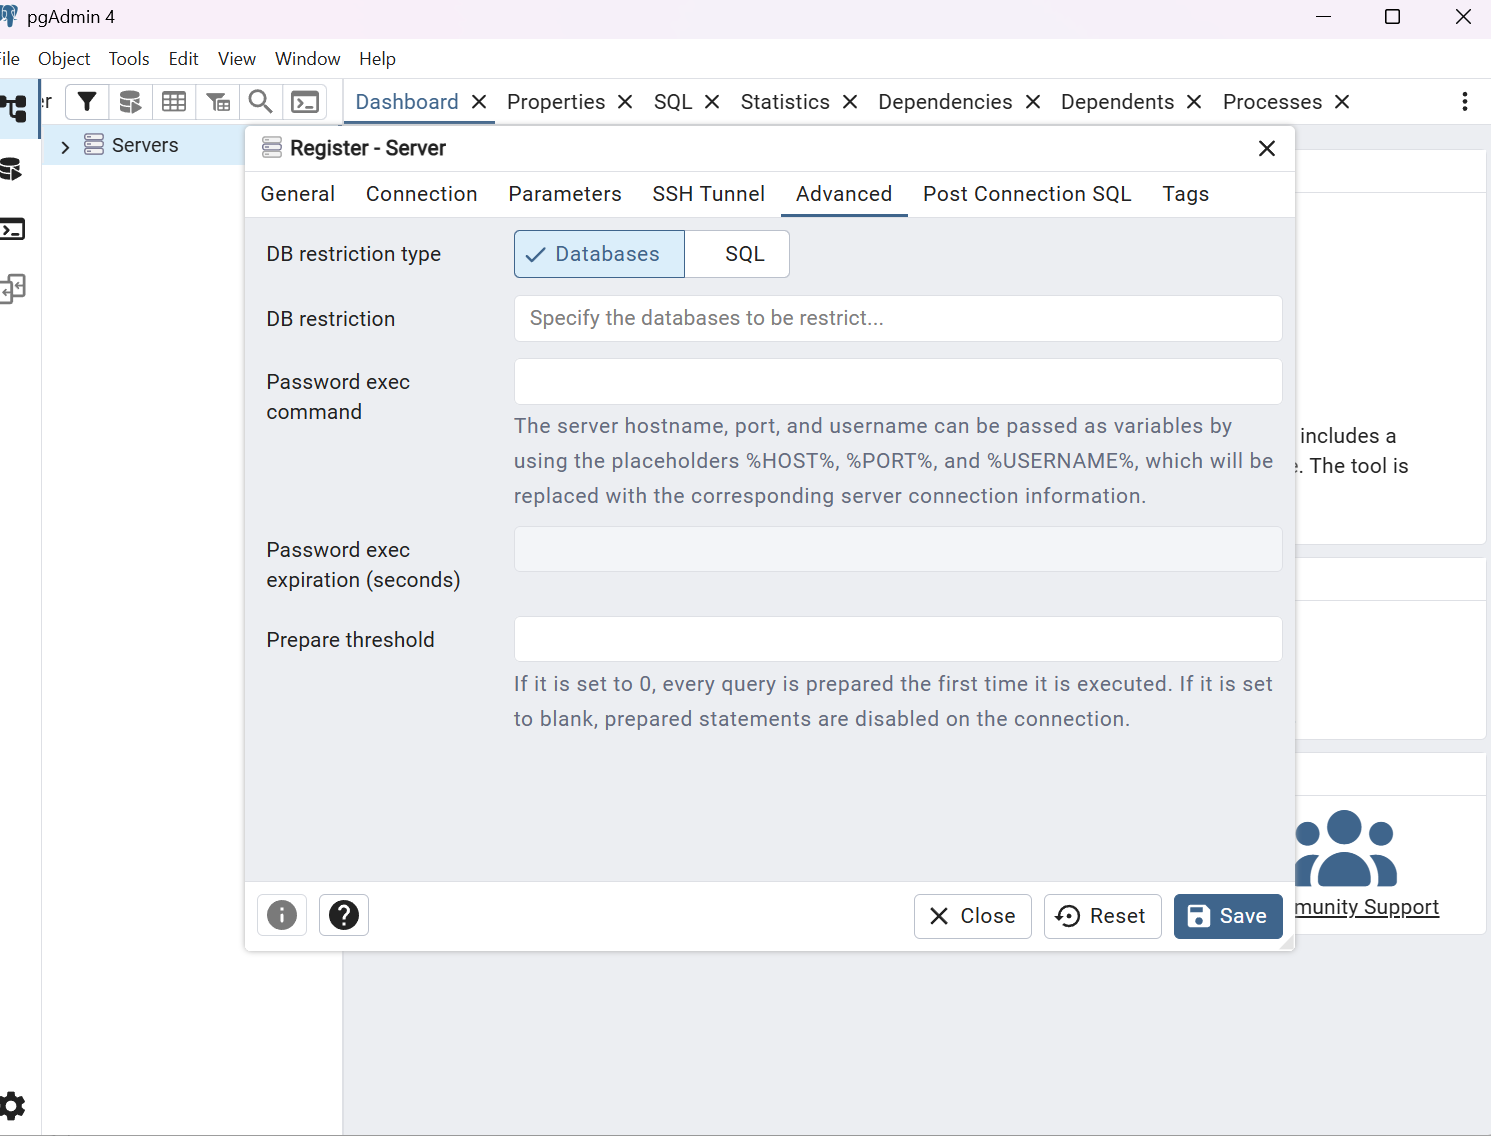 pgAdmin 4
ile Object Tools Edit View Window Help
er Dashboard Properties SQL Statistics Dependencies Dependents Processes
Servers
Register - Server
General Connection Parameters SSH Tunnel Advanced Post Connection SQL Tags
DB restriction type Databases SQL
DB restriction Specify the databases to be restrict...
Password exec
command
The server hostname, port, and username can be passed as variables by
using the placeholders %HOST%, %PORT%, and %USERNAME%, which will be
replaced with the corresponding server connection information.
includes a
e. The tool is
Password exec
expiration (seconds)
Prepare threshold
If it is set to 0, every query is prepared the first time it is executed. If it is set
to blank, prepared statements are disabled on the connection.
Close Reset Save
munity Support